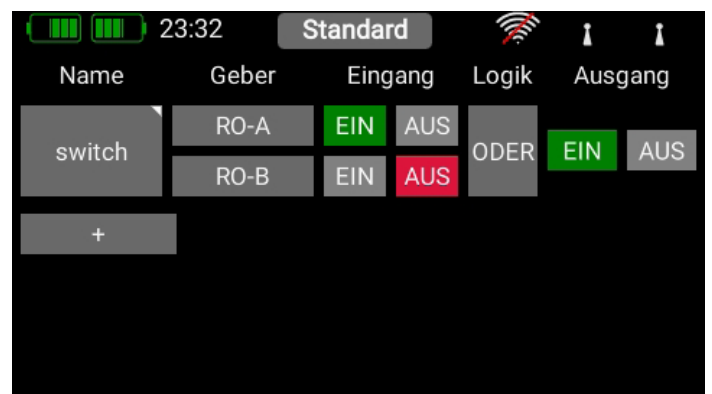 23:32 Standard
Name Geber Eingang Logik Ausgang
switch RO-A EIN AUS ODER EIN AUS
RO-B EIN AUS
+